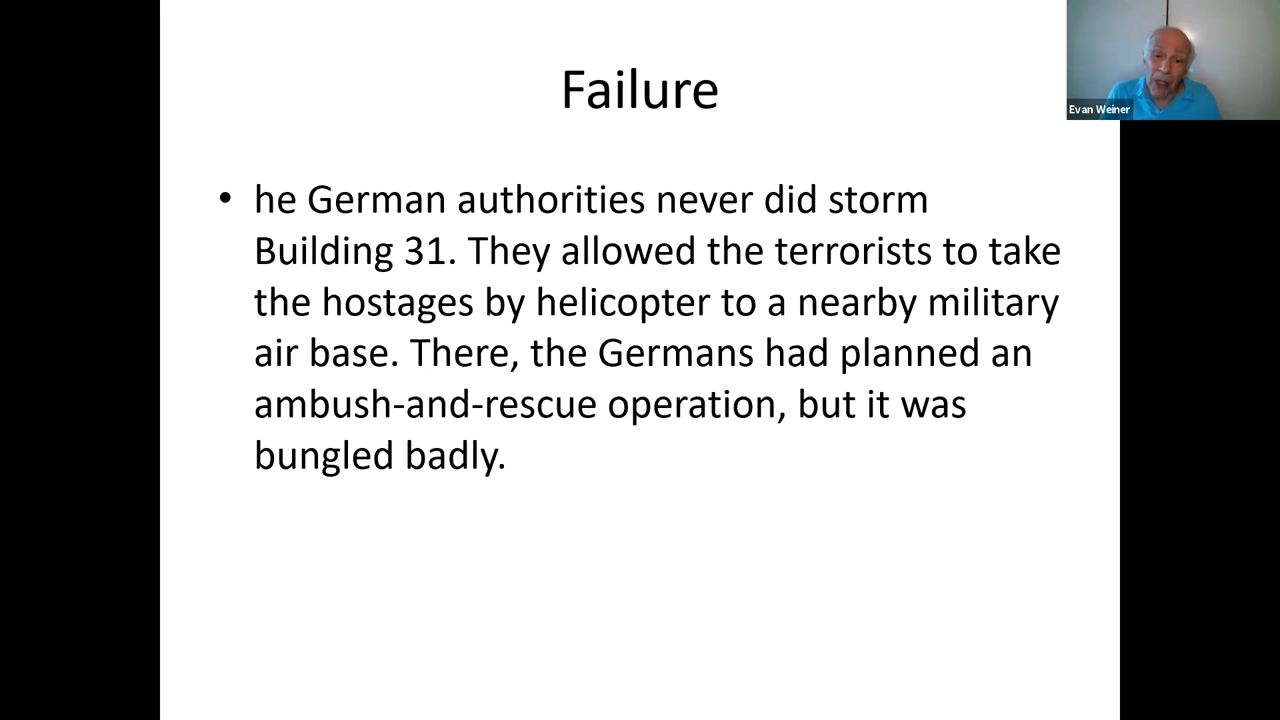 Failure
• he German authorities never did storm
Building 31. They allowed the terrorists to take
the hostages by helicopter to a nearby military
air base. There, the Germans had planned an
ambush-and-rescue operation, but it was
bungled badly.
Evan Weiner